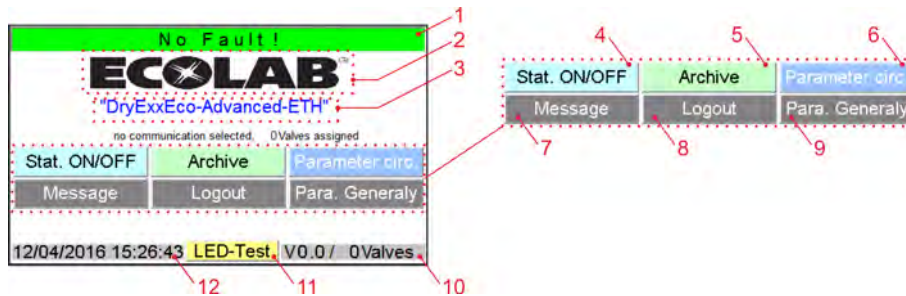 No Fault!
ECOLAB®
"DryExxEco-Advanced-ETH"
no communication selected, 0Valves assigned
Stat. ON/OFF Archive Parameter circ.
Message Logout Para. Generaly
12/04/2016 15:26:43 LED-Test V0.0 / 0Valves
1
2
3
4 5 6
Stat. ON/OFF Archive Parameter circ.
Message Logout Para. Generaly
7 8 9
12 11 10